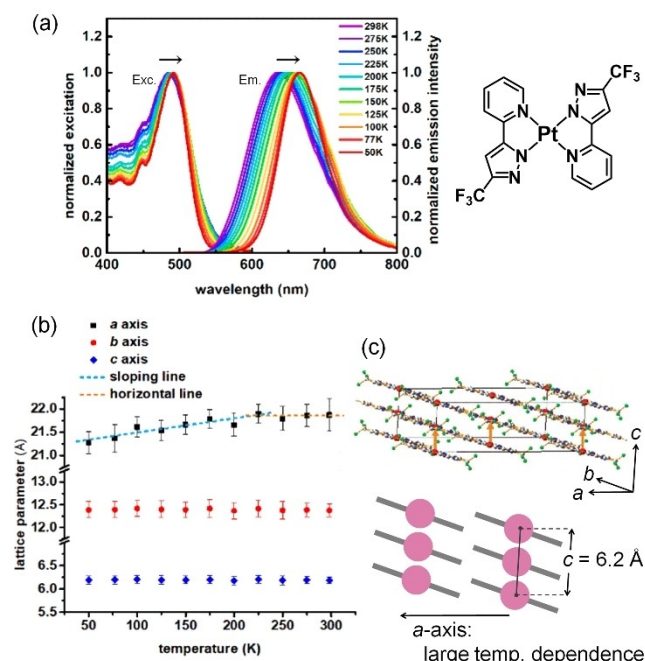 (a)
Exc.
Em.
298K
275K
250K
225K
200K
175K
150K
125K
100K
77K
50K
1.2
1.0
0.8
0.6
0.4
0.2
0.0
normalized excitation
1.2
1.0
0.8
0.6
0.4
0.2
0.0
normalized emission intensity
400 500 600 700 800
wavelength (nm)
CF₃
N
N
N
Pt
N
N
N
F₃C
(b)
a axis
b axis
c axis
sloping line
horizontal line
22.0
21.5
21.0
13.0
12.5
12.0
6.5
6.0
5.5
lattice parameter (A)
50 75 100 125 150 175 200 225 250 275 300
temperature (K)
(c)
c
b
a
c = 6.2 Å
a-axis:
large temp. dependence